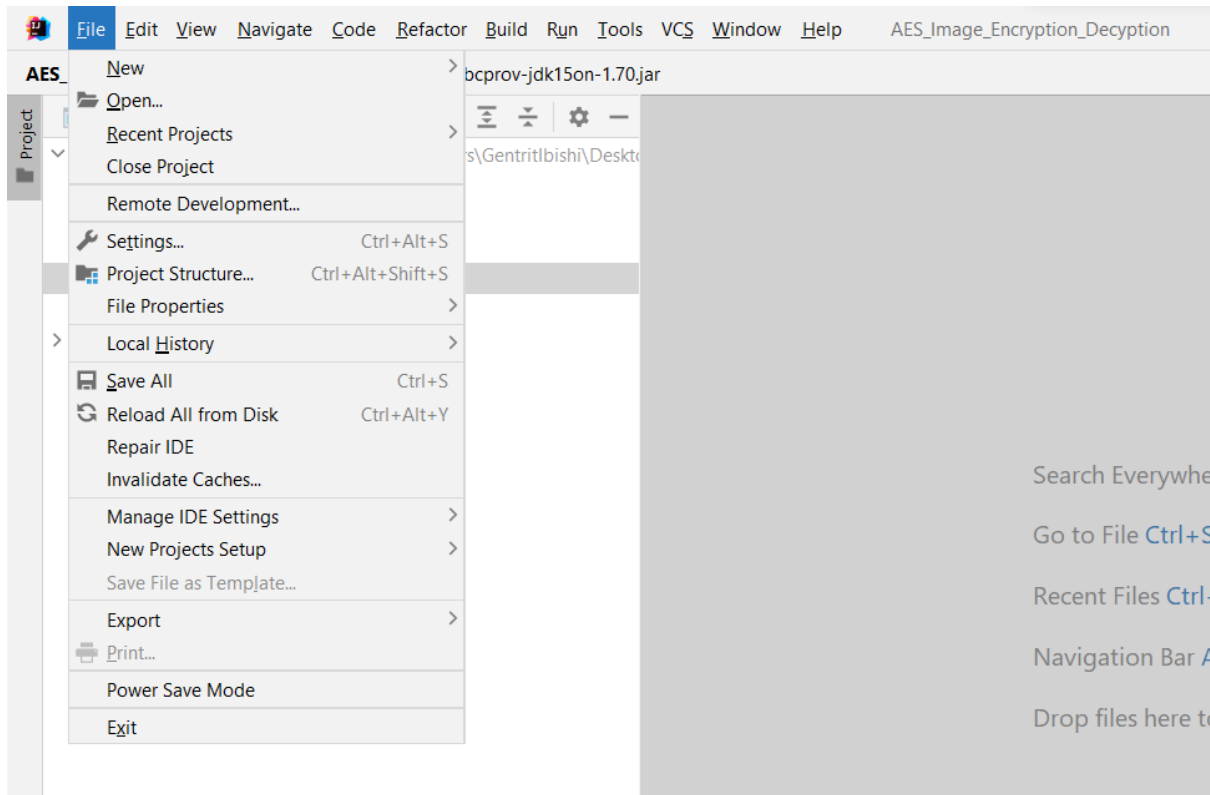 File Edit View Navigate Code Refactor Build Run Tools VCS Window Help AES_Image_Encryption_Decyption
AES_ bcprov-jdk15on-1.70.jar
Project
New
Open...
Recent Projects
s\GentritIbishi\Deskto
Close Project
Remote Development...
Settings... Ctrl+Alt+S
Project Structure... Ctrl+Alt+Shift+S
File Properties
Local History
Save All Ctrl+S
Reload All from Disk Ctrl+Alt+Y
Repair IDE
Invalidate Caches...
Manage IDE Settings
New Projects Setup
Save File as Template...
Export
Print...
Power Save Mode
Exit
Search Everywhe
Go to File Ctrl+S
Recent Files Ctrl+
Navigation Bar A
Drop files here to